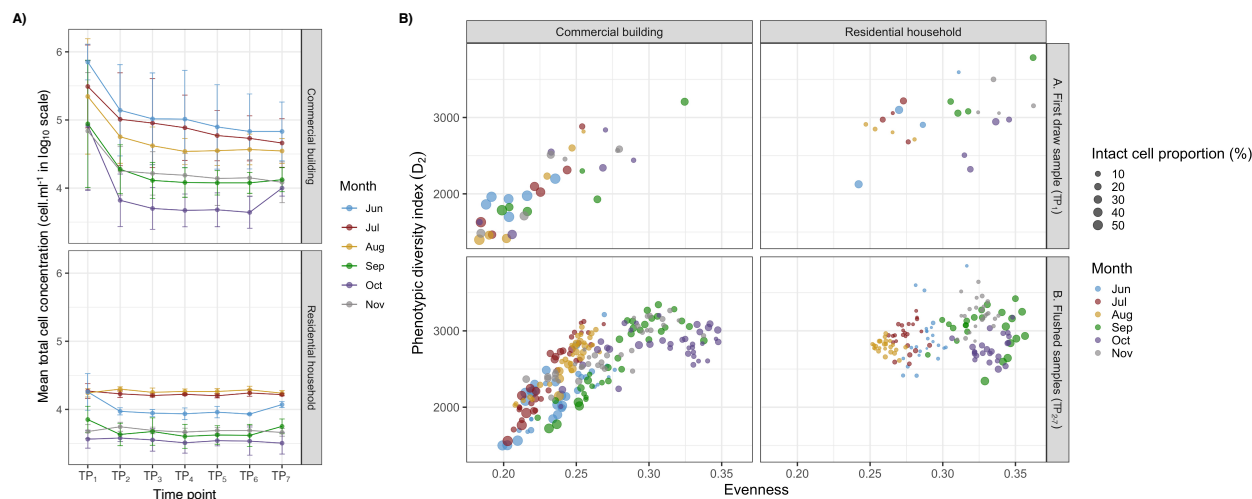 A)
Mean total cell concentration (cell.ml⁻¹ in log₁₀ scale)
6
5
4
Commercial building
6
5
4
Residential household
TP₁ TP₂ TP₃ TP₄ TP₅ TP₆ TP₇
Time point
Month
Jun
Jul
Aug
Sep
Oct
Nov
B)
Commercial building
Residential household
Phenotypic diversity index (D₂)
3000
2000
A. First draw sample (TP₁)
3000
2000
B. Flushed samples (TP₂₋₇)
0.20 0.25 0.30 0.35 0.20 0.25 0.30 0.35
Evenness
Intact cell proportion (%)
10
20
30
40
50
Month
Jun
Jul
Aug
Sep
Oct
Nov